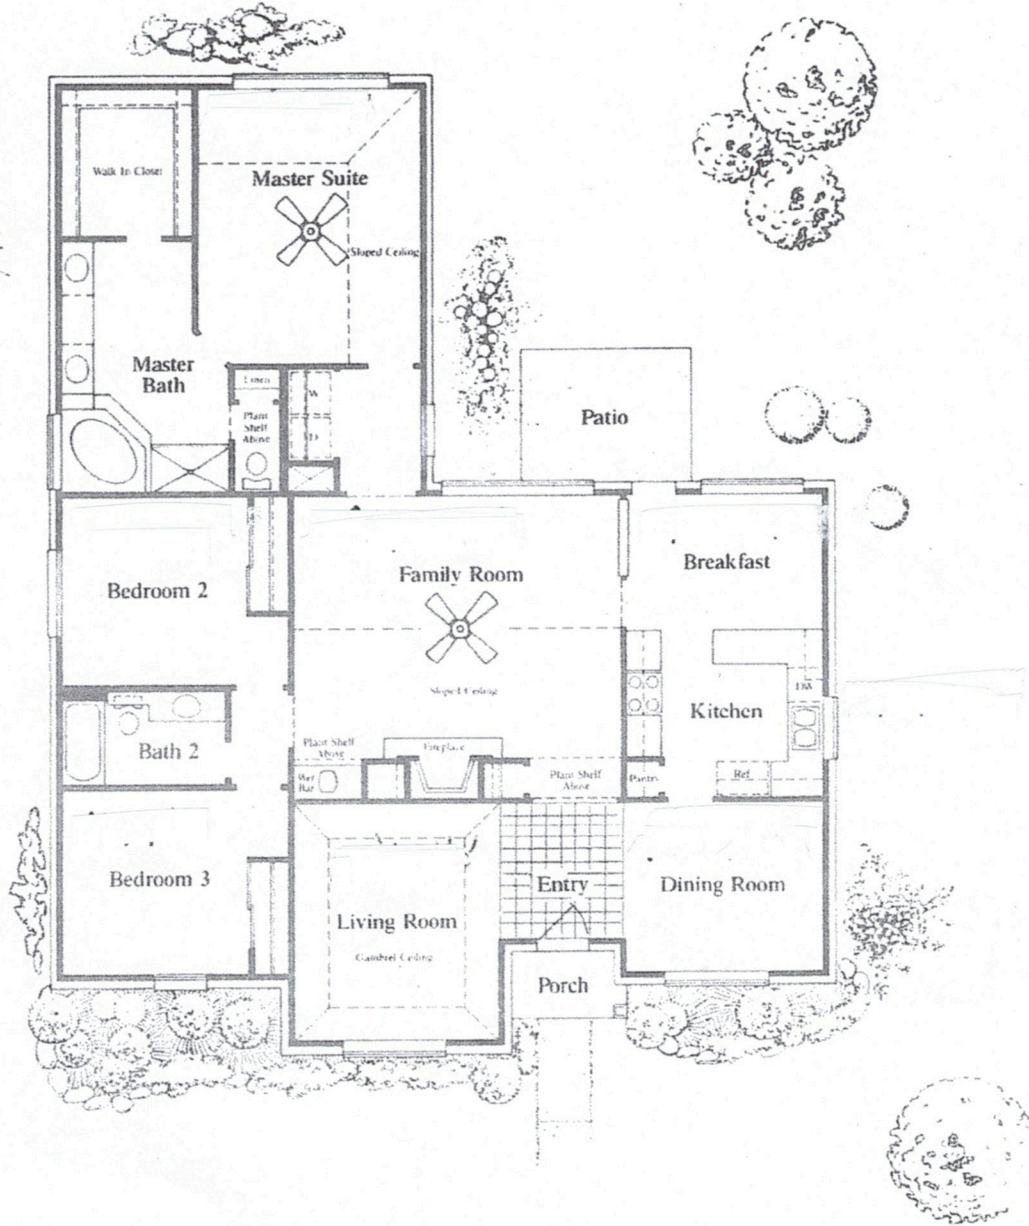 Walk In Closet
Master Suite
Sloped Ceiling
Master
Bath
Linen
Plant
Shelf
Above
W
D
Patio
Bedroom 2
Family Room
Breakfast
Sloped Ceiling
Kitchen
DW
Bath 2
Plant Shelf
Above
Fireplace
Wet
Bar
Plant Shelf
Above
Pantry
Ref
Bedroom 3
Living Room
Gambrel Ceiling
Entry
Dining Room
Porch